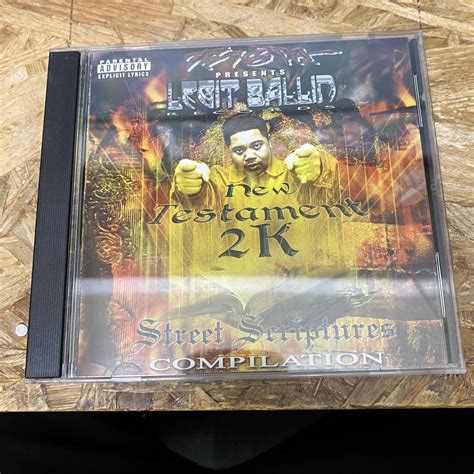 PARENTAL
ADVISORY
EXPLICIT LYRICS
PRESENTS
LEGIT BALLIN
New
Testament
2K
Street Scriptures
COMPILATION